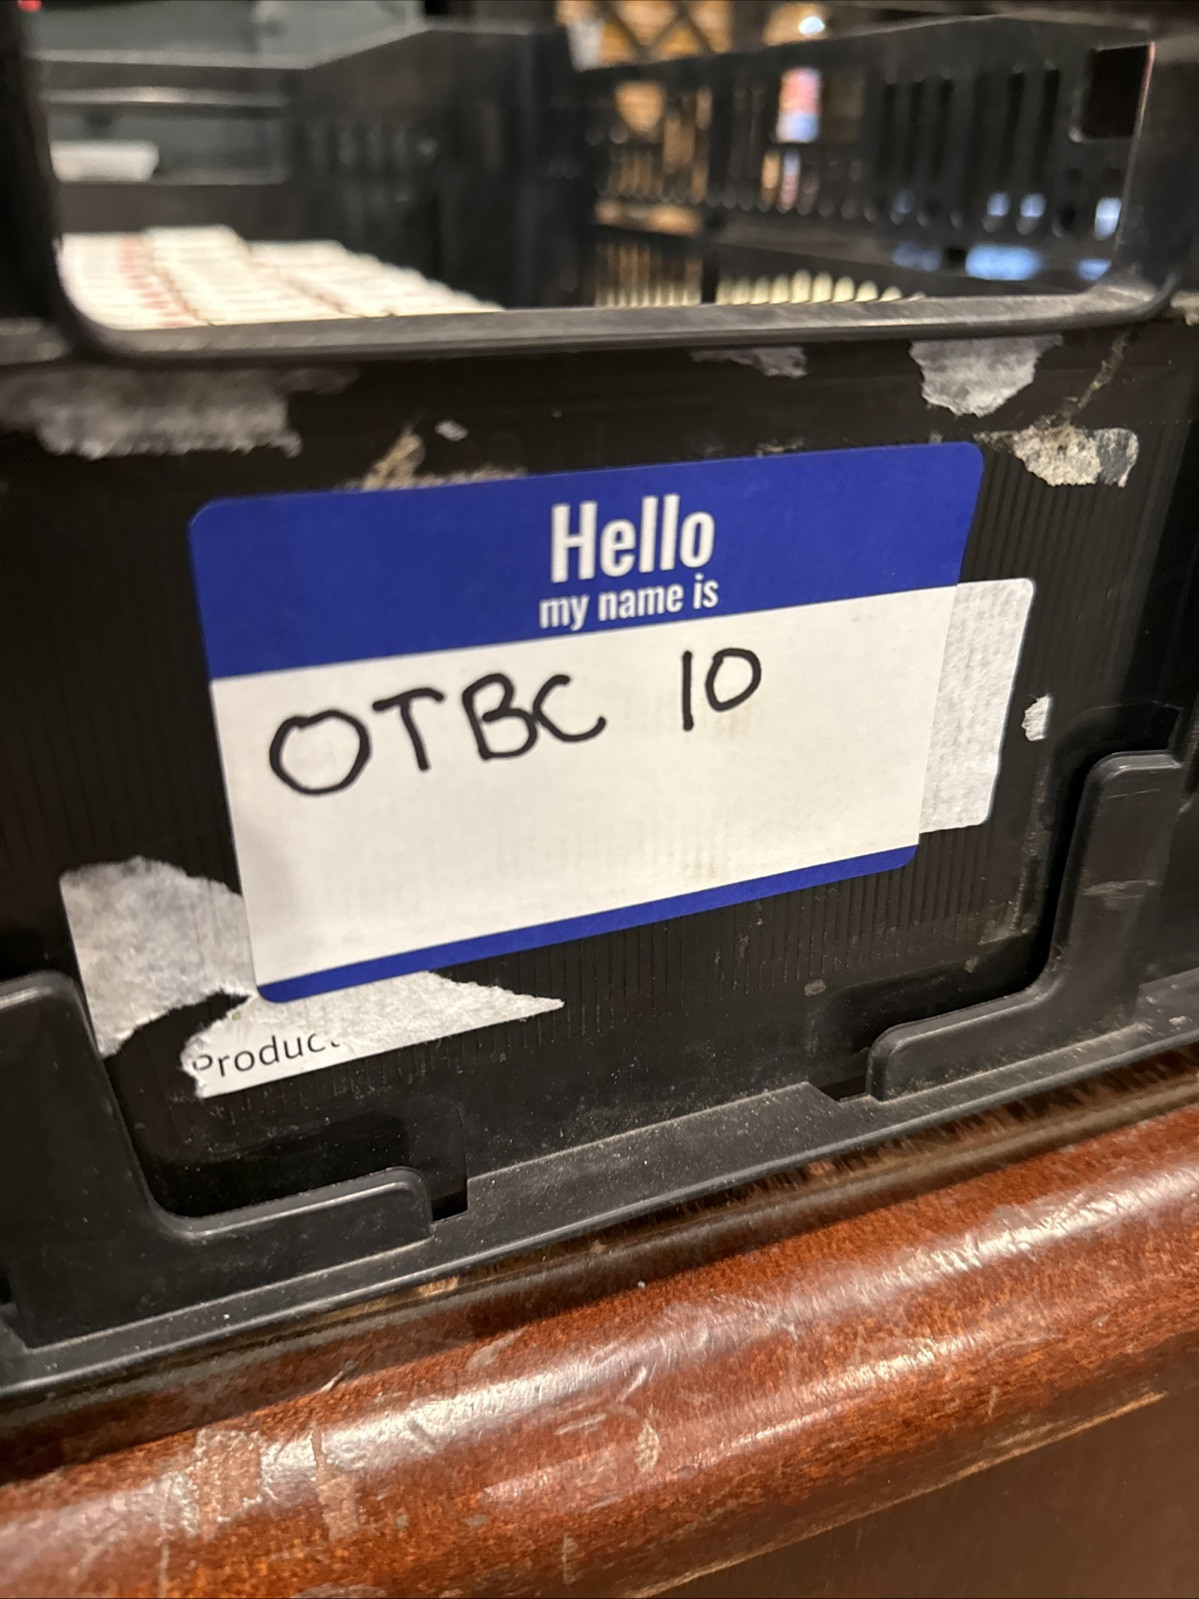 Hello
my name is
OTBC 10
Produc